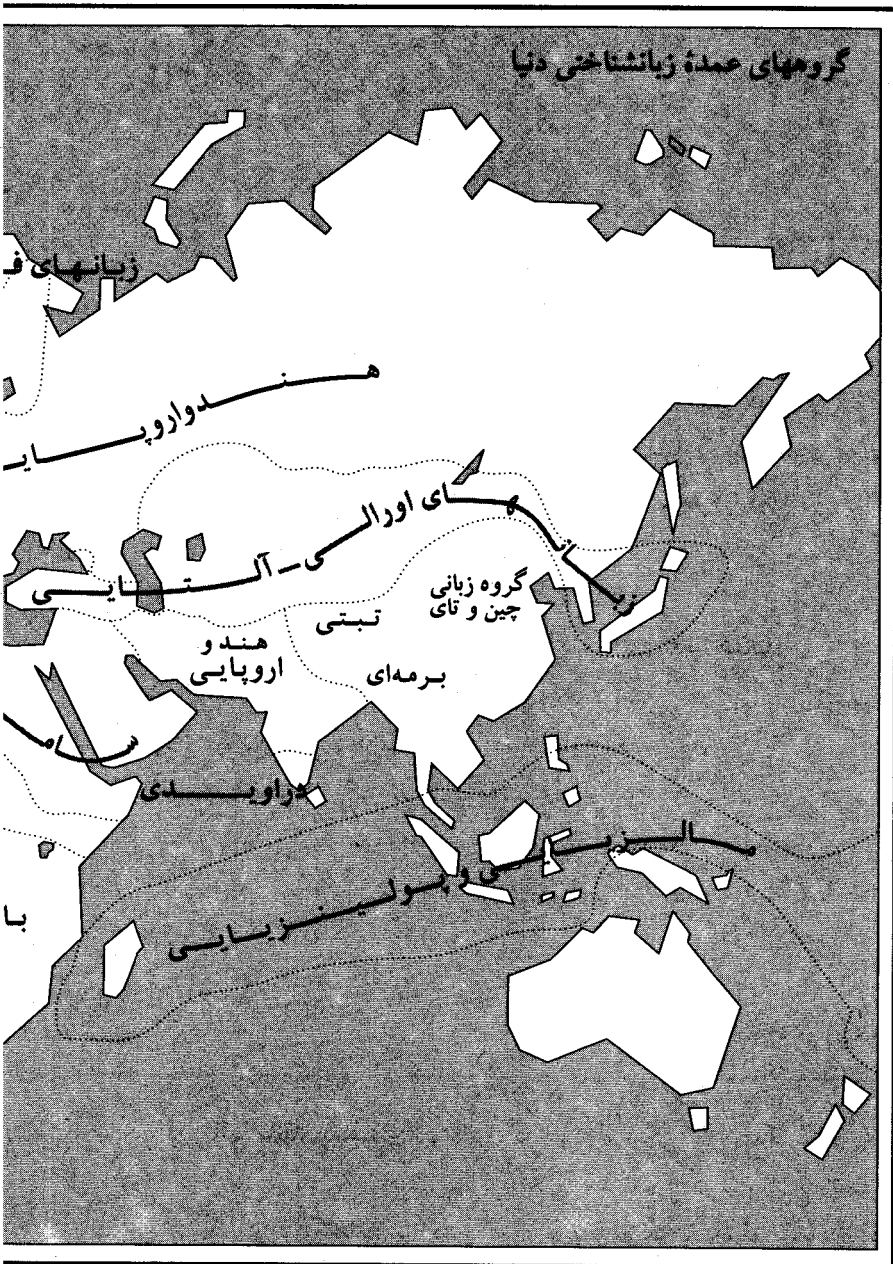 گروههای عمدهٔ زبانشناختی دنیا
زبانهای ف
هندواروپایی
زبانهای اورالی - آلتایی
گروه زبانی
چین و تای
تبتی
برمه‌ای
هند و
اروپایی
سامی
دراویدی
مالزیایی و پولینزیایی
با